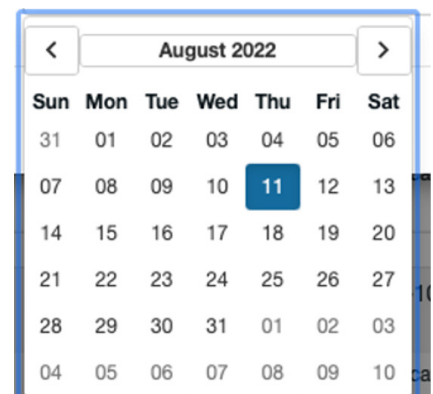 August 2022
Sun Mon Tue Wed Thu Fri Sat
31 01 02 03 04 05 06
07 08 09 10 11 12 13
14 15 16 17 18 19 20
21 22 23 24 25 26 27
28 29 30 31 01 02 03
04 05 06 07 08 09 10